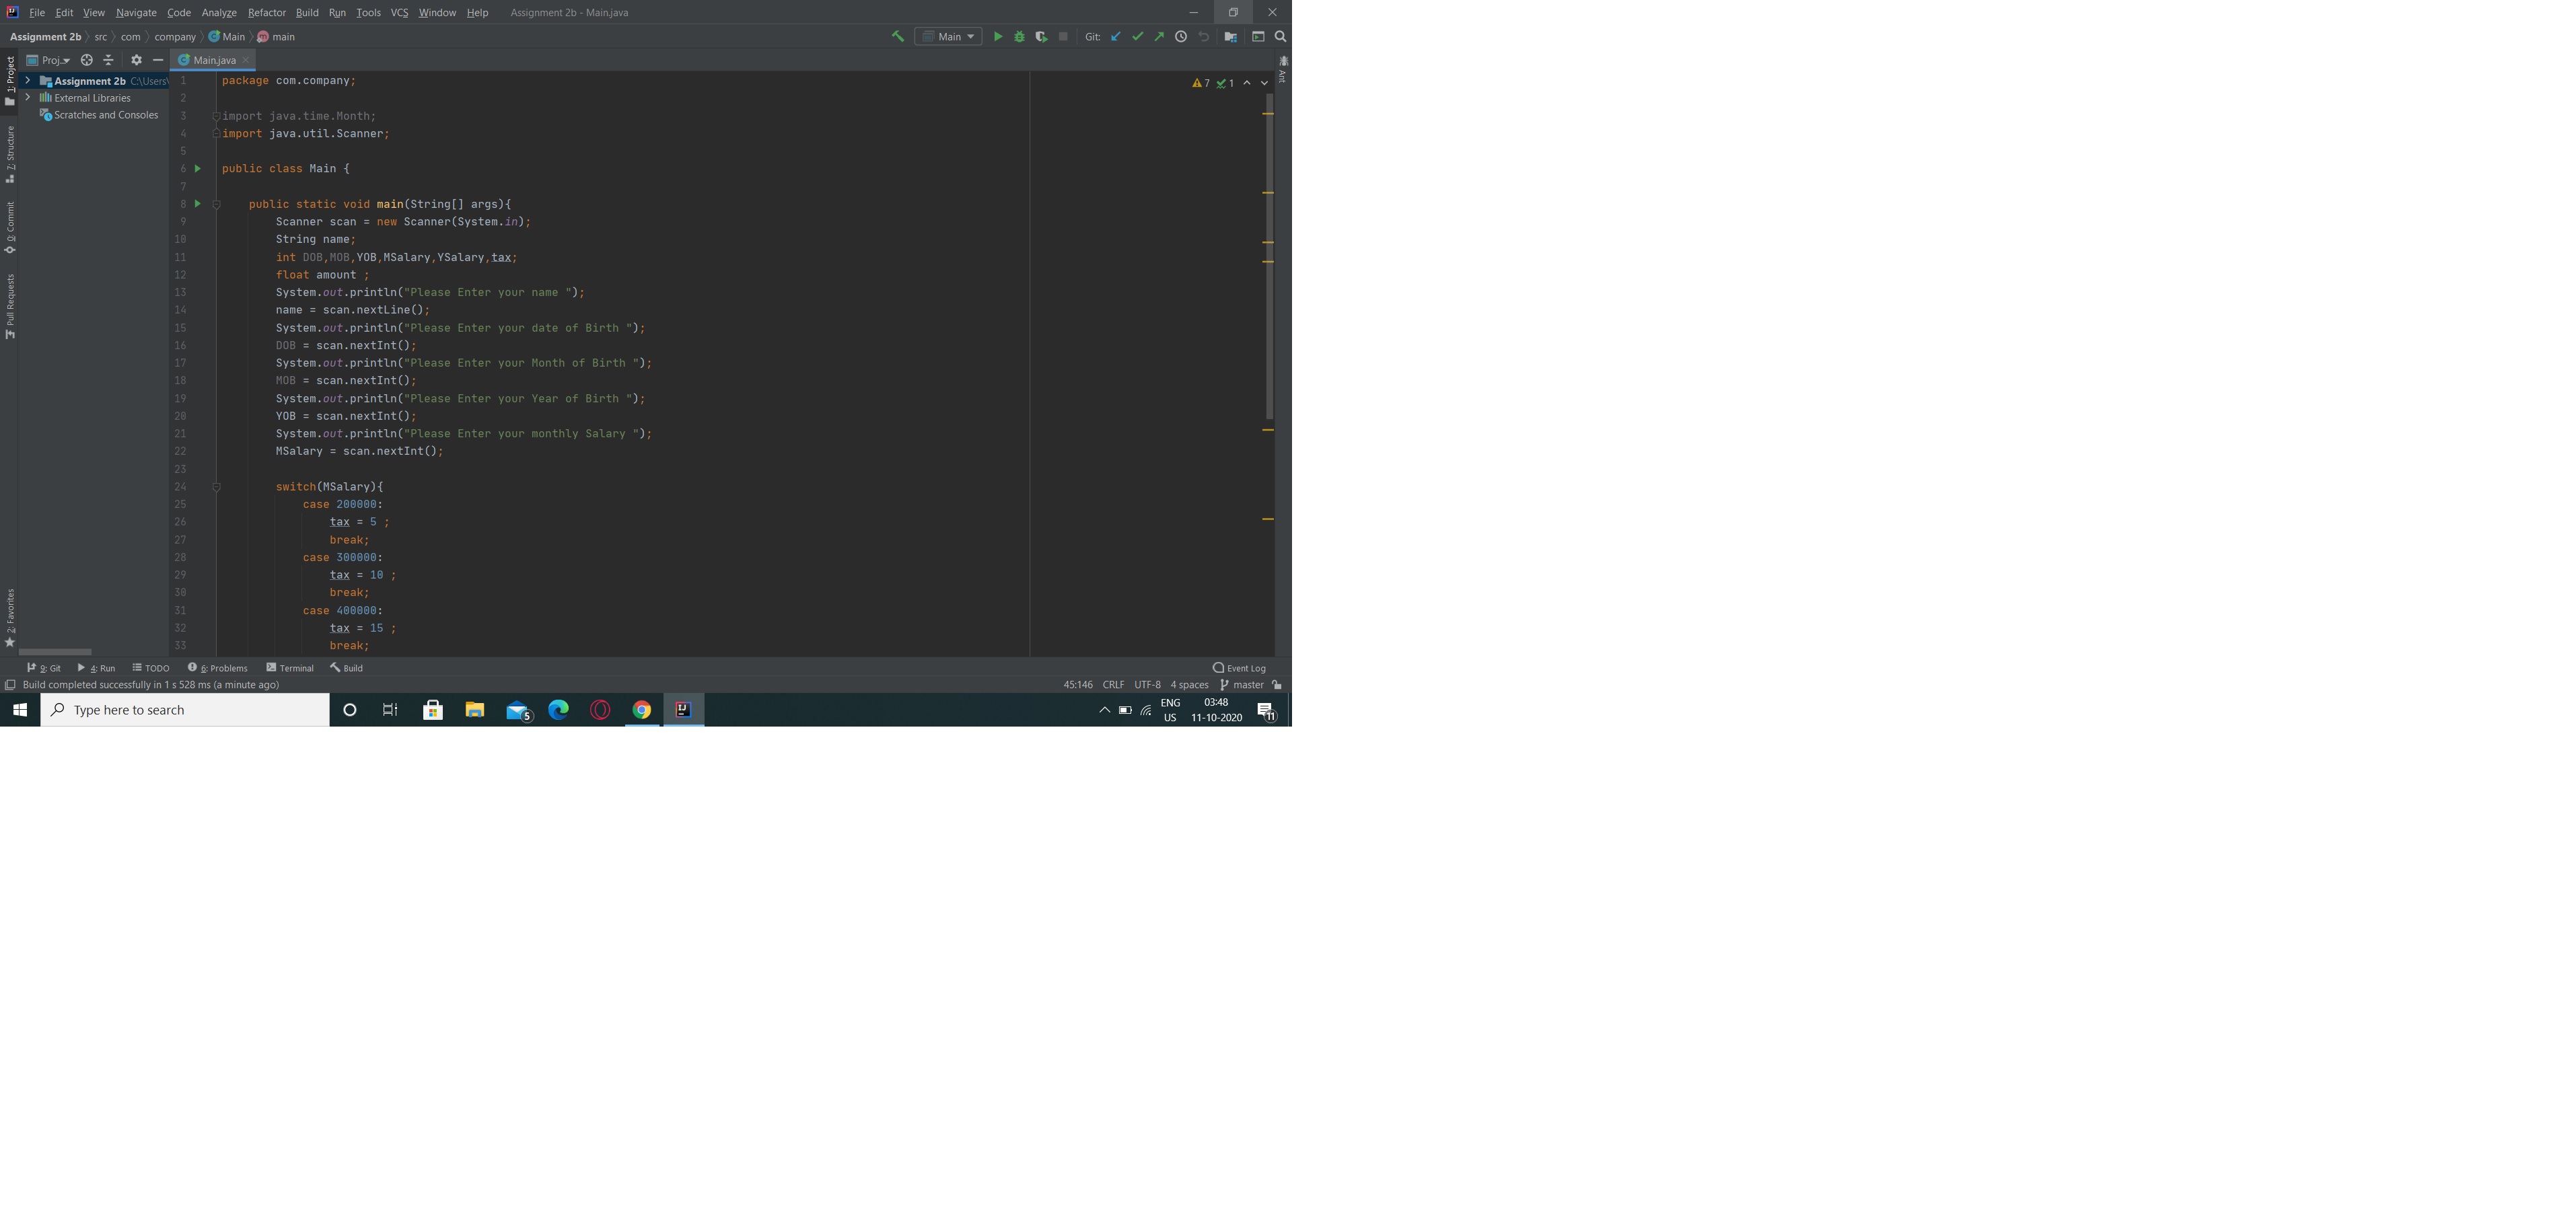 File Edit View Navigate Code Analyze Refactor Build Run Tools VCS Window Help Assignment 2b - Main.java
Assignment 2b src com company Main main Main Git:
1: Project
Proj...
Main.java
Assignment 2b C:\Users\
External Libraries
Scratches and Consoles
7: Structure
0: Commit
Pull Requests
2: Favorites
Ant
7 1
1 package com.company;
2
3 import java.time.Month;
4 import java.util.Scanner;
5
6 public class Main {
7
8 public static void main(String[] args){
9 Scanner scan = new Scanner(System.in);
10 String name;
11 int DOB,MOB,YOB,MSalary,YSalary,tax;
12 float amount ;
13 System.out.println("Please Enter your name ");
14 name = scan.nextLine();
15 System.out.println("Please Enter your date of Birth ");
16 DOB = scan.nextInt();
17 System.out.println("Please Enter your Month of Birth ");
18 MOB = scan.nextInt();
19 System.out.println("Please Enter your Year of Birth ");
20 YOB = scan.nextInt();
21 System.out.println("Please Enter your monthly Salary ");
22 MSalary = scan.nextInt();
23
24 switch(MSalary){
25 case 200000:
26 tax = 5 ;
27 break;
28 case 300000:
29 tax = 10 ;
30 break;
31 case 400000:
32 tax = 15 ;
33 break;
9: Git 4: Run TODO 6: Problems Terminal Build Event Log
Build completed successfully in 1 s 528 ms (a minute ago) 45:146 CRLF UTF-8 4 spaces master
Type here to search
5
ENG
US
03:48
11-10-2020
11